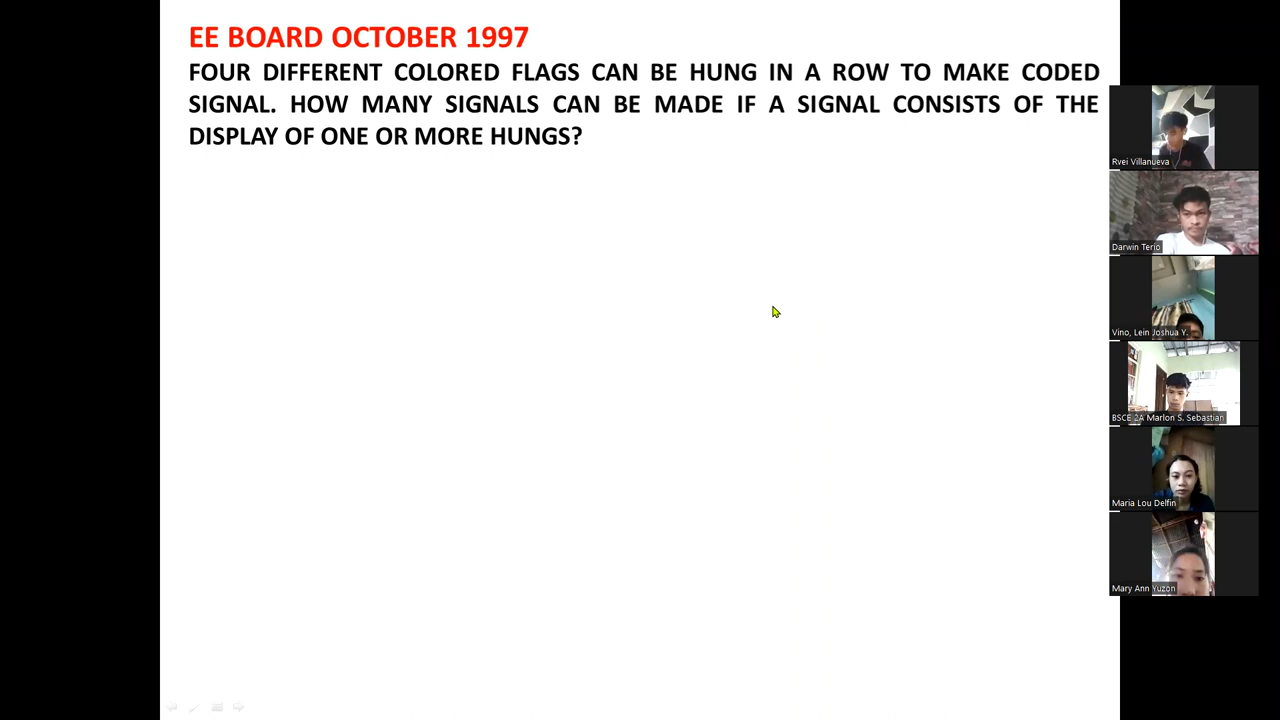 EE BOARD OCTOBER 1997
FOUR DIFFERENT COLORED FLAGS CAN BE HUNG IN A ROW TO MAKE CODED
SIGNAL. HOW MANY SIGNALS CAN BE MADE IF A SIGNAL CONSISTS OF THE
DISPLAY OF ONE OR MORE HUNGS?
Rvei Villanueva
Darwin Terjo
Vino, Lein Joshua Y.
BSCE 2A Marlon S. Sebastian
Maria Lou Delfin
Mary Ann Yuzon